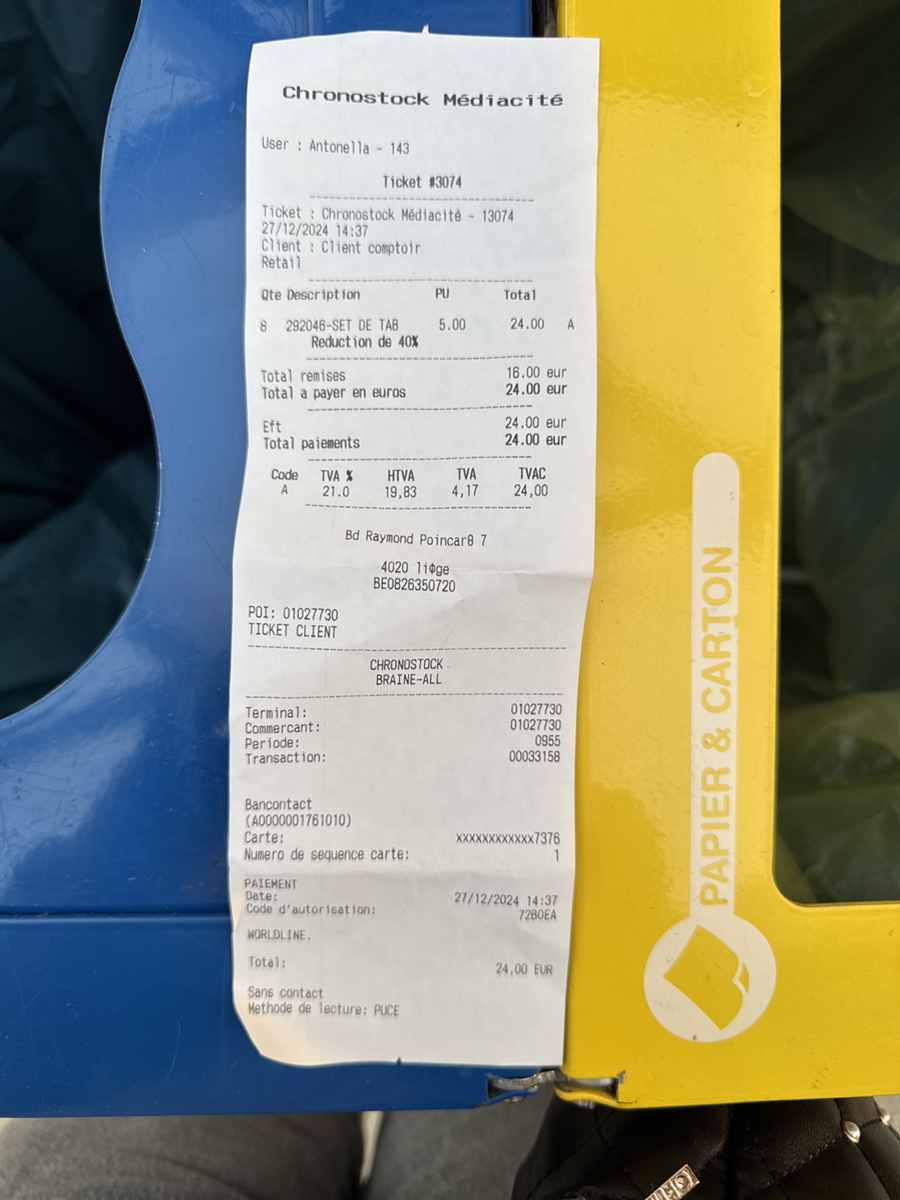 Chronostock Médiacité
User : Antonella - 143
Ticket #3074
Ticket : Chronostock Médiacité - 13074
27/12/2024 14:37
Client : Client comptoir
Retail
Qte Description PU Total
8 292046-SET DE TAB 5.00 24.00 A
Reduction de 40%
Total remises 16.00 eur
Total a payer en euros 24.00 eur
Eft 24.00 eur
Total paiements 24.00 eur
Code TVA % HTVA TVA TVAC
A 21.0 19,83 4,17 24,00
Bd Raymond Poincar8 7
4020 liΦge
BE0826350720
POI: 01027730
TICKET CLIENT
CHRONOSTOCK
BRAINE-ALL
Terminal: 01027730
Commercant: 01027730
Periode: 0955
Transaction: 00033158
Bancontact
(A0000001761010)
Carte: xxxxxxxxxxxx7376
Numero de sequence carte: 1
PAIEMENT
Date: 27/12/2024 14:37
Code d'autorisation: 7280EA
WORLDLINE.
Total: 24,00 EUR
Sans contact
Methode de lecture: PUCE
PAPIER & CARTON